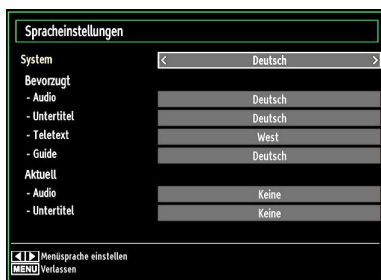 Spracheinstellungen
System < Deutsch >
Bevorzugt
- Audio Deutsch
- Untertitel Deutsch
- Teletext West
- Guide Deutsch
Aktuell
- Audio Keine
- Untertitel Keine
Menüsprache einstellen
MENU Verlassen